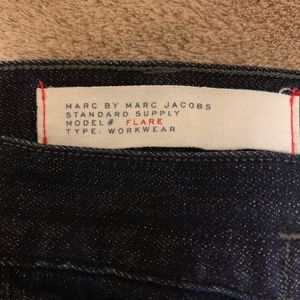 MARC BY MARC JACOBS
STANDARD SUPPLY
MODEL# FLARE
TYPE: WORKWEAR